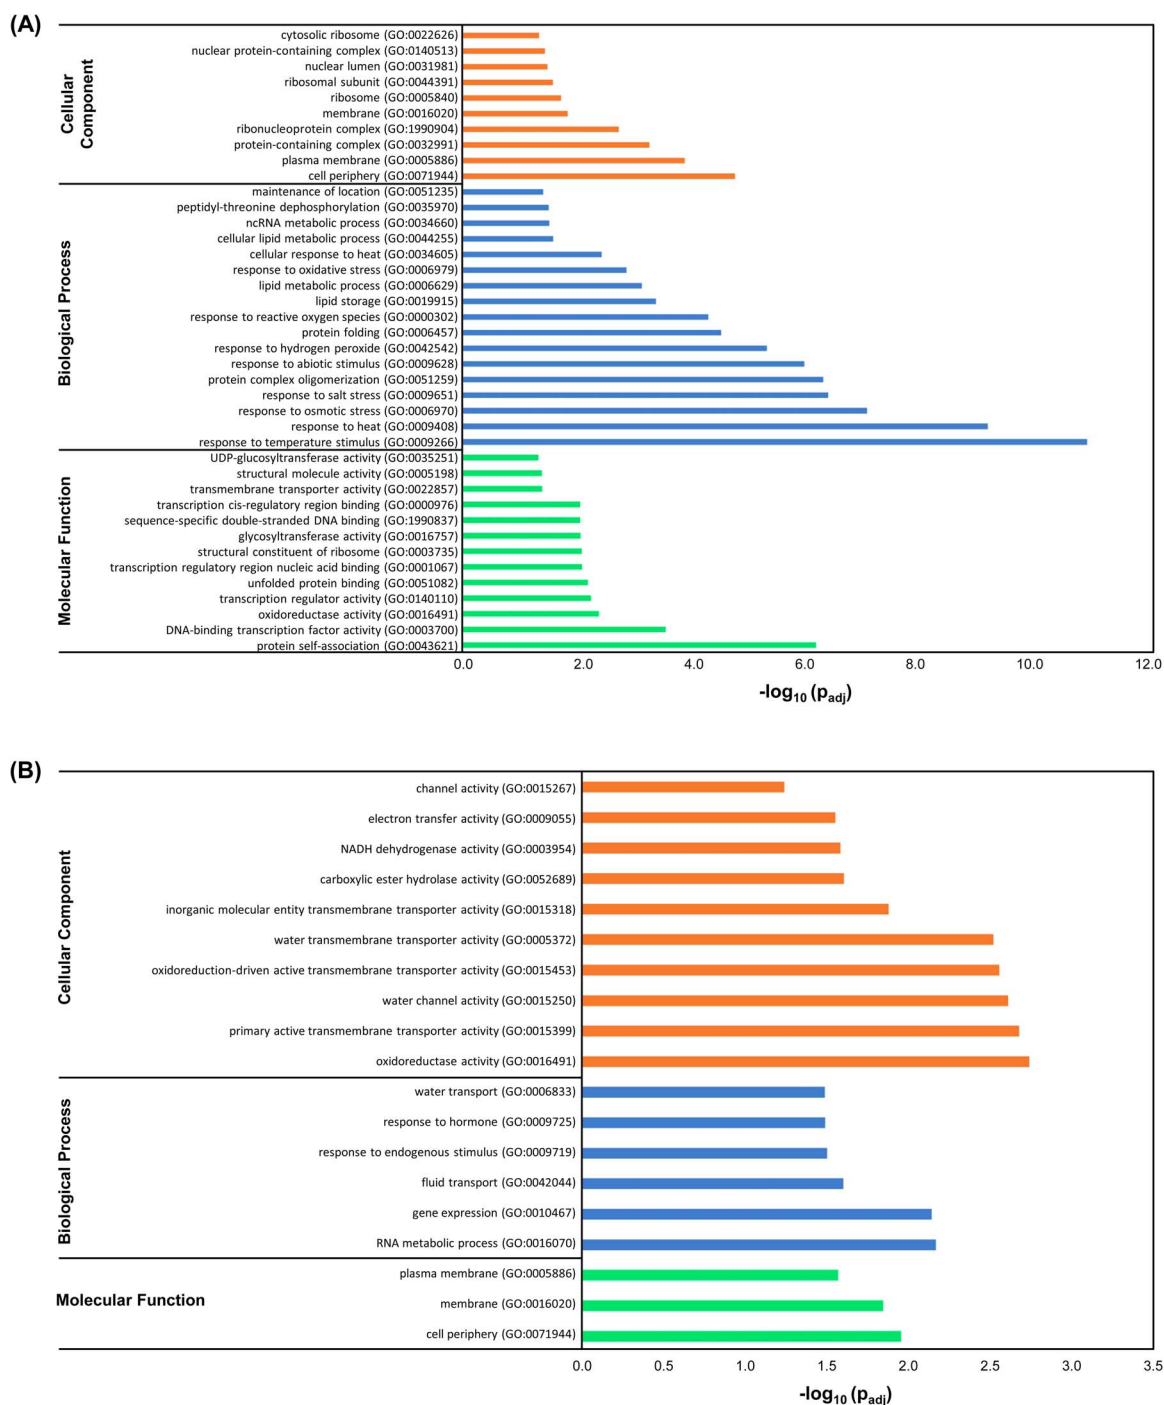 (A)
Cellular
Component
cytosolic ribosome (GO:0022626)
nuclear protein-containing complex (GO:0140513)
nuclear lumen (GO:0031981)
ribosomal subunit (GO:0044391)
ribosome (GO:0005840)
membrane (GO:0016020)
ribonucleoprotein complex (GO:1990904)
protein-containing complex (GO:0032991)
plasma membrane (GO:0005886)
cell periphery (GO:0071944)
Biological Process
maintenance of location (GO:0051235)
peptidyl-threonine dephosphorylation (GO:0035970)
ncRNA metabolic process (GO:0034660)
cellular lipid metabolic process (GO:0044255)
cellular response to heat (GO:0034605)
response to oxidative stress (GO:0006979)
lipid metabolic process (GO:0006629)
lipid storage (GO:0019915)
response to reactive oxygen species (GO:0000302)
protein folding (GO:0006457)
response to hydrogen peroxide (GO:0042542)
response to abiotic stimulus (GO:0009628)
protein complex oligomerization (GO:0051259)
response to salt stress (GO:0009651)
response to osmotic stress (GO:0006970)
response to heat (GO:0009408)
response to temperature stimulus (GO:0009266)
Molecular Function
UDP-glucosyltransferase activity (GO:0035251)
structural molecule activity (GO:0005198)
transmembrane transporter activity (GO:0022857)
transcription cis-regulatory region binding (GO:0000976)
sequence-specific double-stranded DNA binding (GO:1990837)
glycosyltransferase activity (GO:0016757)
structural constituent of ribosome (GO:0003735)
transcription regulatory region nucleic acid binding (GO:0001067)
unfolded protein binding (GO:0051082)
transcription regulator activity (GO:0140110)
oxidoreductase activity (GO:0016491)
DNA-binding transcription factor activity (GO:0003700)
protein self-association (GO:0043621)
0.0 2.0 4.0 6.0 8.0 10.0 12.0
-log10 (padj)
(B)
Cellular Component
channel activity (GO:0015267)
electron transfer activity (GO:0009055)
NADH dehydrogenase activity (GO:0003954)
carboxylic ester hydrolase activity (GO:0052689)
inorganic molecular entity transmembrane transporter activity (GO:0015318)
water transmembrane transporter activity (GO:0005372)
oxidoreduction-driven active transmembrane transporter activity (GO:0015453)
water channel activity (GO:0015250)
primary active transmembrane transporter activity (GO:0015399)
oxidoreductase activity (GO:0016491)
Biological Process
water transport (GO:0006833)
response to hormone (GO:0009725)
response to endogenous stimulus (GO:0009719)
fluid transport (GO:0042044)
gene expression (GO:0010467)
RNA metabolic process (GO:0016070)
Molecular Function
plasma membrane (GO:0005886)
membrane (GO:0016020)
cell periphery (GO:0071944)
0.0 0.5 1.0 1.5 2.0 2.5 3.0 3.5
-log10 (padj)